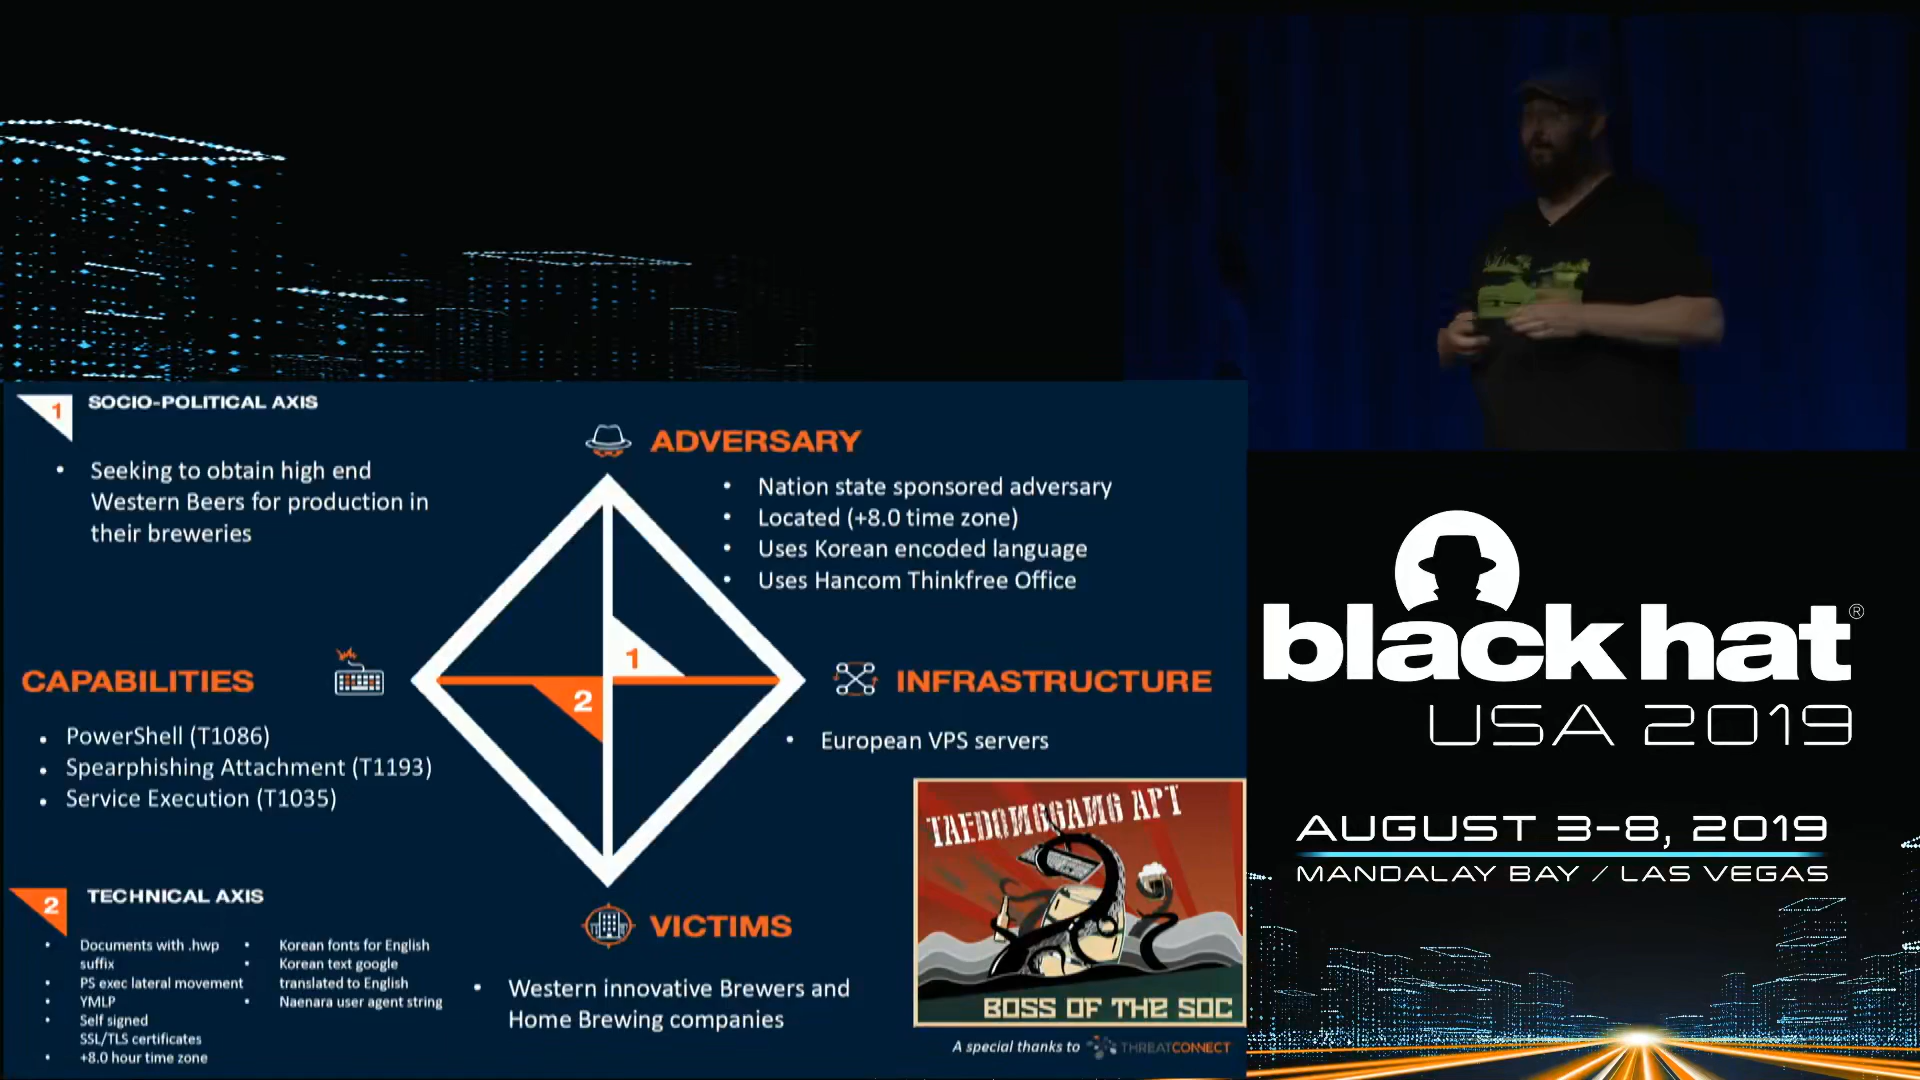 1
SOCIO-POLITICAL AXIS
• Seeking to obtain high end
Western Beers for production in
their breweries
ADVERSARY
• Nation state sponsored adversary
• Located (+8.0 time zone)
• Uses Korean encoded language
• Uses Hancom Thinkfree Office
CAPABILITIES
• PowerShell (T1086)
• Spearphishing Attachment (T1193)
• Service Execution (T1035)
1
2
INFRASTRUCTURE
• European VPS servers
2
TECHNICAL AXIS
• Documents with .hwp
suffix
• PS exec lateral movement
• YMLP
• Self signed
SSL/TLS certificates
• +8.0 hour time zone
• Korean fonts for English
• Korean text google
translated to English
• Naenara user agent string
VICTIMS
• Western innovative Brewers and
Home Brewing companies
TAEDONGGANG APT
BOSS OF THE SOC
A special thanks to THREATCONNECT
black hat®
USA 2019
AUGUST 3-8, 2019
MANDALAY BAY / LAS VEGAS